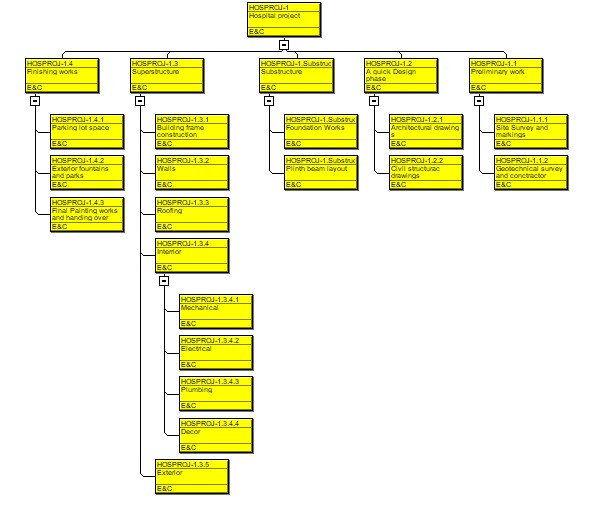 HOSPROJ-1
Hospital project
E&C
HOSPROJ-1.4
Finishing works
E&C
HOSPROJ-1.3
Superstructure
E&C
HOSPROJ-1.Substruc
Substructure
E&C
HOSPROJ-1.2
A quick Design
phase
E&C
HOSPROJ-1.1
Preliminary work
E&C
HOSPROJ-1.4.1
Parking lot space
E&C
HOSPROJ-1.3.1
Building frame
construction
E&C
HOSPROJ-1.Substruc
Foundation Works
E&C
HOSPROJ-1.2.1
Architectural drawing
s
E&C
HOSPROJ-1.1.1
Site Survey and
markings
E&C
HOSPROJ-1.4.2
Exterior fountains
and parks
E&C
HOSPROJ-1.3.2
Walls
E&C
HOSPROJ-1.Substruc
Plinth beam layout
E&C
HOSPROJ-1.2.2
Civil structurac
drawings
E&C
HOSPROJ-1.1.2
Geotechnical survey
and conctractor
E&C
HOSPROJ-1.4.3
Final Painting works
and handing over
E&C
HOSPROJ-1.3.3
Roofing
E&C
HOSPROJ-1.3.4
Interior
E&C
HOSPROJ-1.3.4.1
Mechanical
E&C
HOSPROJ-1.3.4.2
Electrical
E&C
HOSPROJ-1.3.4.3
Plumbing
E&C
HOSPROJ-1.3.4.4
Decor
E&C
HOSPROJ-1.3.5
Exterior
E&C